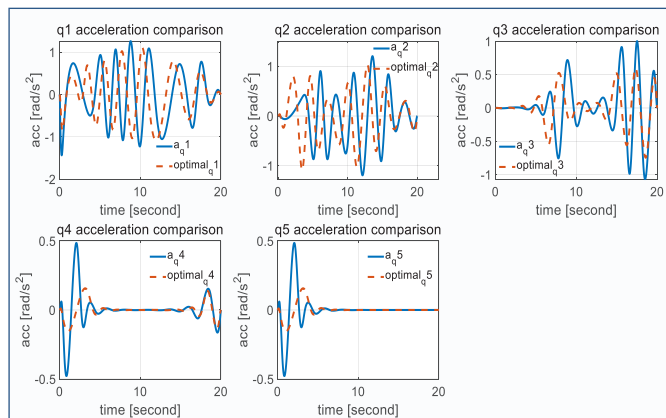 q1 acceleration comparison
acc [rad/s²]
1
0
-1
-2
a_q1
optimal_q1
0
10
20
time [second]
q2 acceleration comparison
acc [rad/s²]
1
0
-1
a_q2
optimal_q2
0
10
20
time [second]
q3 acceleration comparison
acc [rad/s²]
1
0.5
0
-0.5
-1
a_q3
optimal_q3
0
10
20
time [second]
q4 acceleration comparison
acc [rad/s²]
0.5
0
-0.5
a_q4
optimal_q4
0
10
20
time [second]
q5 acceleration comparison
acc [rad/s²]
0.5
0
-0.5
a_q5
optimal_q5
0
10
20
time [second]